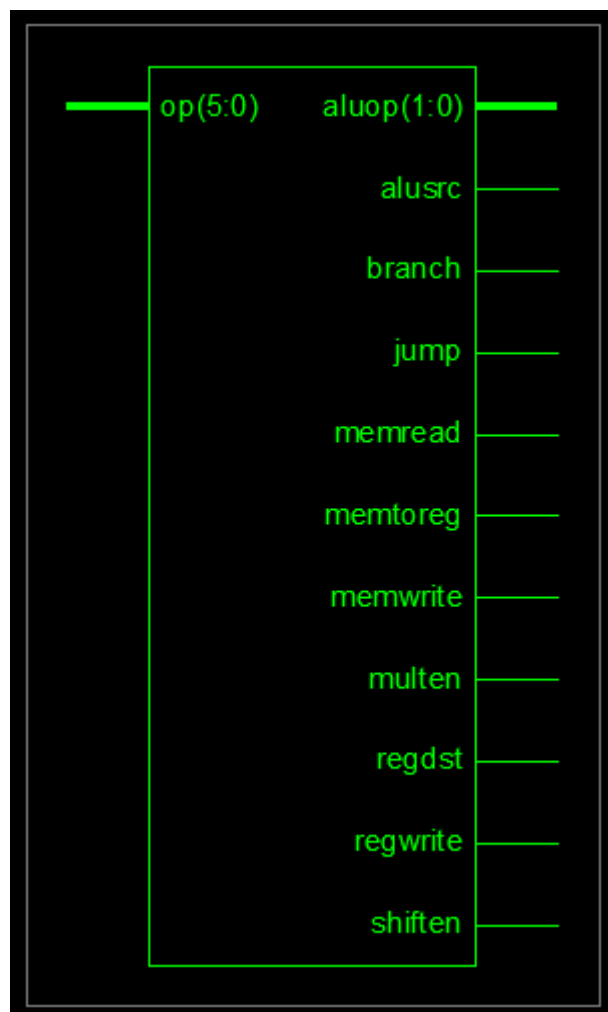 op(5:0) aluop(1:0)
alusrc
branch
jump
memread
memtoreg
memwrite
multen
regdst
regwrite
shiften